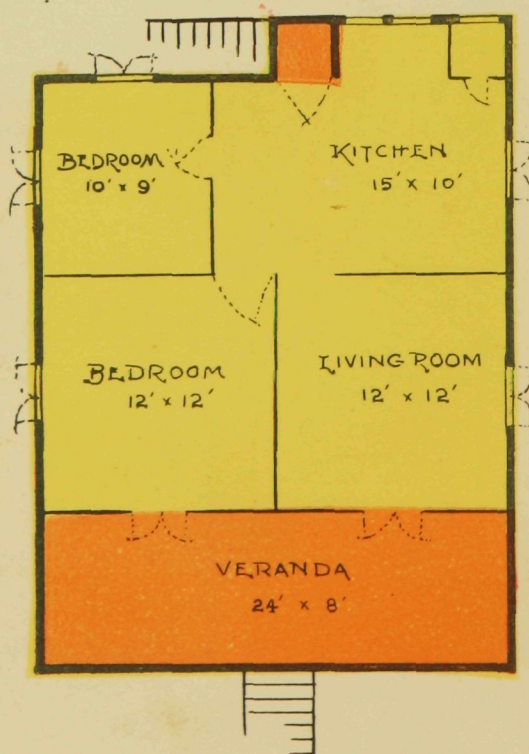 BEDROOM
10' x 9'
KITCHEN
15' x 10'
BEDROOM
12' x 12'
LIVING ROOM
12' x 12'
VERANDA
24' x 8'